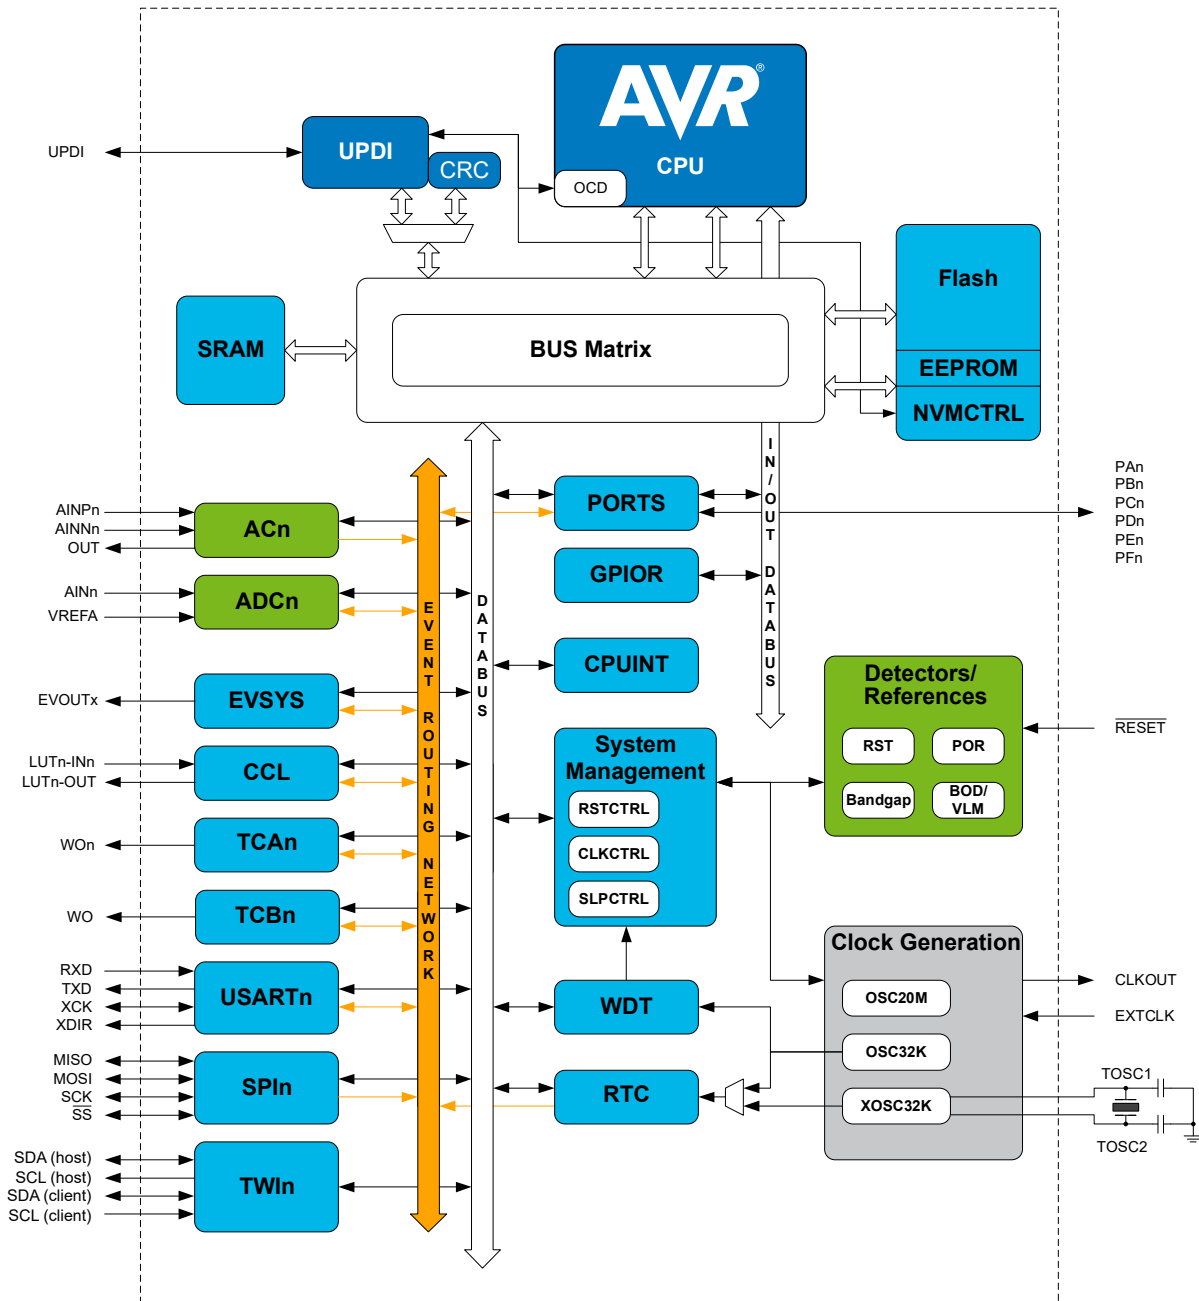 AVR®
CPU
OCD
UPDI
UPDI
CRC
Flash
EEPROM
NVMCTRL
SRAM
BUS Matrix
IN/OUT DATABUS
DATABUS
EVENT ROUTING NETWORK
AINPn
AINNn
OUT
ACn
PORTS
PAn
PBn
PCn
PDn
PEn
PFn
AINn
VREFA
ADCn
GPIOR
CPUINT
EVOUTx
EVSYS
Detectors/
References
RST
POR
Bandgap
BOD/
VLM
RESET
LUTn-INn
LUTn-OUT
CCL
System
Management
RSTCTRL
CLKCTRL
SLPCTRL
WOn
TCAn
WO
TCBn
Clock Generation
OSC20M
OSC32K
XOSC32K
CLKOUT
EXTCLK
TOSC1
TOSC2
RXD
TXD
XCK
XDIR
USARTn
WDT
MISO
MOSI
SCK
SS
SPIn
RTC
SDA (host)
SCL (host)
SDA (client)
SCL (client)
TWIn